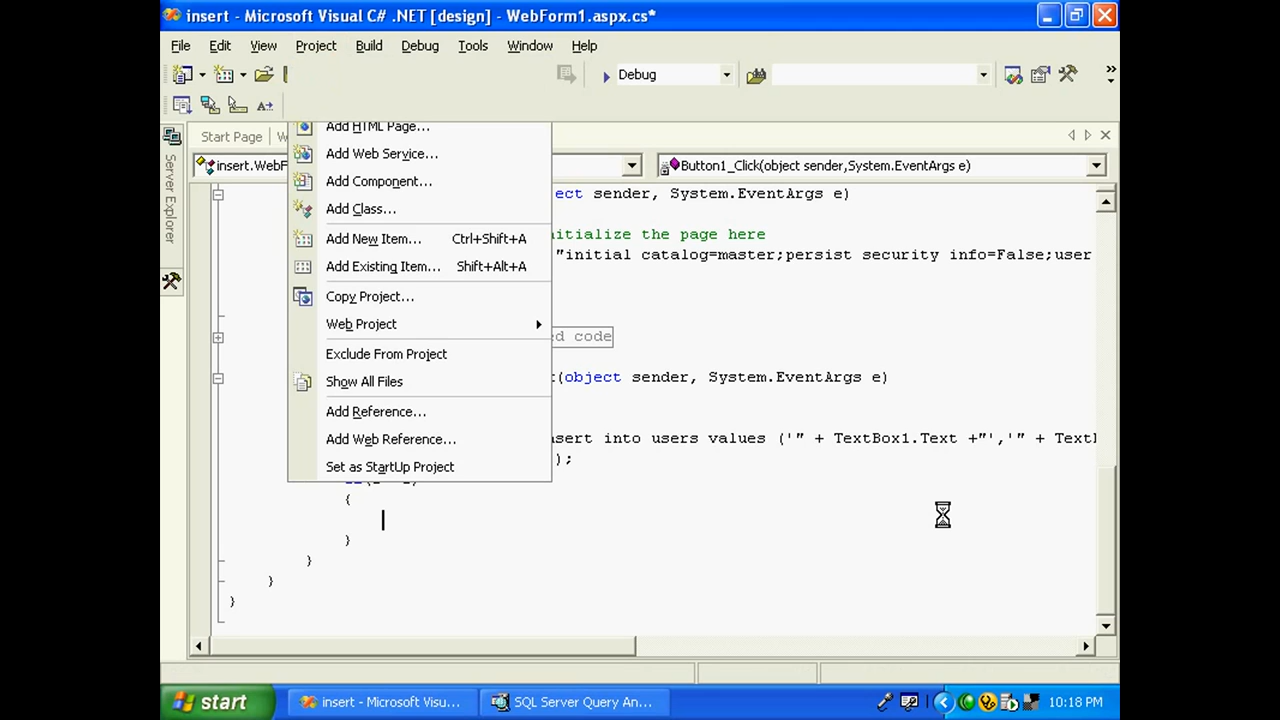 insert - Microsoft Visual C# .NET [design] - WebForm1.aspx.cs*
File Edit View Project Build Debug Tools Window Help
Debug
Start Page
Server Explorer
insert.WebF
Button1_Click(object sender,System.EventArgs e)
Add HTML Page...
Add Web Service...
Add Component...
Add Class...
Add New Item... Ctrl+Shift+A
Add Existing Item... Shift+Alt+A
Copy Project...
Web Project
Exclude From Project
Show All Files
Add Reference...
Add Web Reference...
Set as StartUp Project
ect sender, System.EventArgs e)
nitialize the page here
"initial catalog=master;persist security info=False;user
ed code
(object sender, System.EventArgs e)
sert into users values ('" + TextBox1.Text +"','" + Text
);
{
}
}
}
}
start
insert - Microsoft Visu...
SQL Server Query An...
10:18 PM